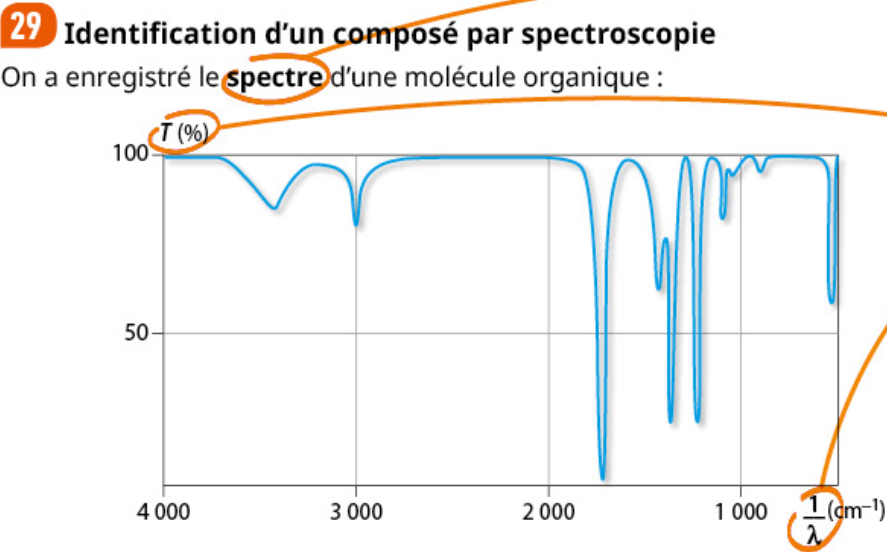 29 Identification d’un composé par spectroscopie
On a enregistré le spectre d’une molécule organique :
T (%)
100
50
4 000 3 000 2 000 1 000 1/λ (cm⁻¹)